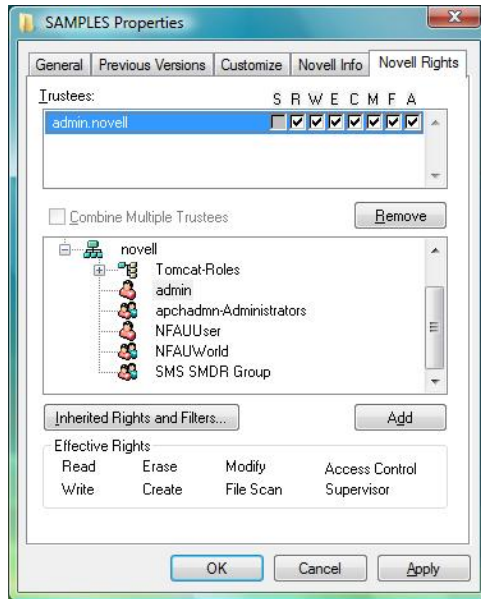 SAMPLES Properties
General Previous Versions Customize Novell Info Novell Rights
Trustees: S R W E C M F A
admin.novell
Combine Multiple Trustees Remove
novell
Tomcat-Roles
admin
apchadmn-Administrators
NFAUUser
NFAUWorld
SMS SMDR Group
Inherited Rights and Filters... Add
Effective Rights
Read Erase Modify Access Control
Write Create File Scan Supervisor
OK Cancel Apply